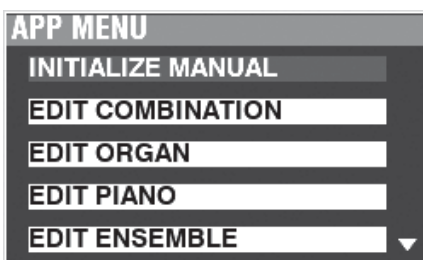 APP MENU
INITIALIZE MANUAL
EDIT COMBINATION
EDIT ORGAN
EDIT PIANO
EDIT ENSEMBLE